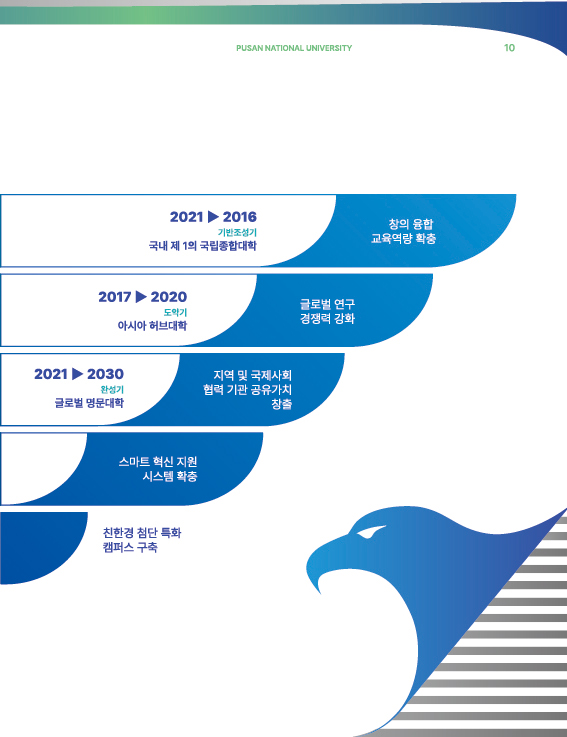 PUSAN NATIONAL UNIVERSITY
10
2021 ▶ 2016
기반조성기
국내 제 1의 국립종합대학
창의 융합
교육역량 확충
2017 ▶ 2020
도약기
아시아 허브대학
글로벌 연구
경쟁력 강화
2021 ▶ 2030
완성기
글로벌 명문대학
지역 및 국제사회
협력 기관 공유가치
창출
스마트 혁신 지원
시스템 확충
친한경 첨단 특화
캠퍼스 구축